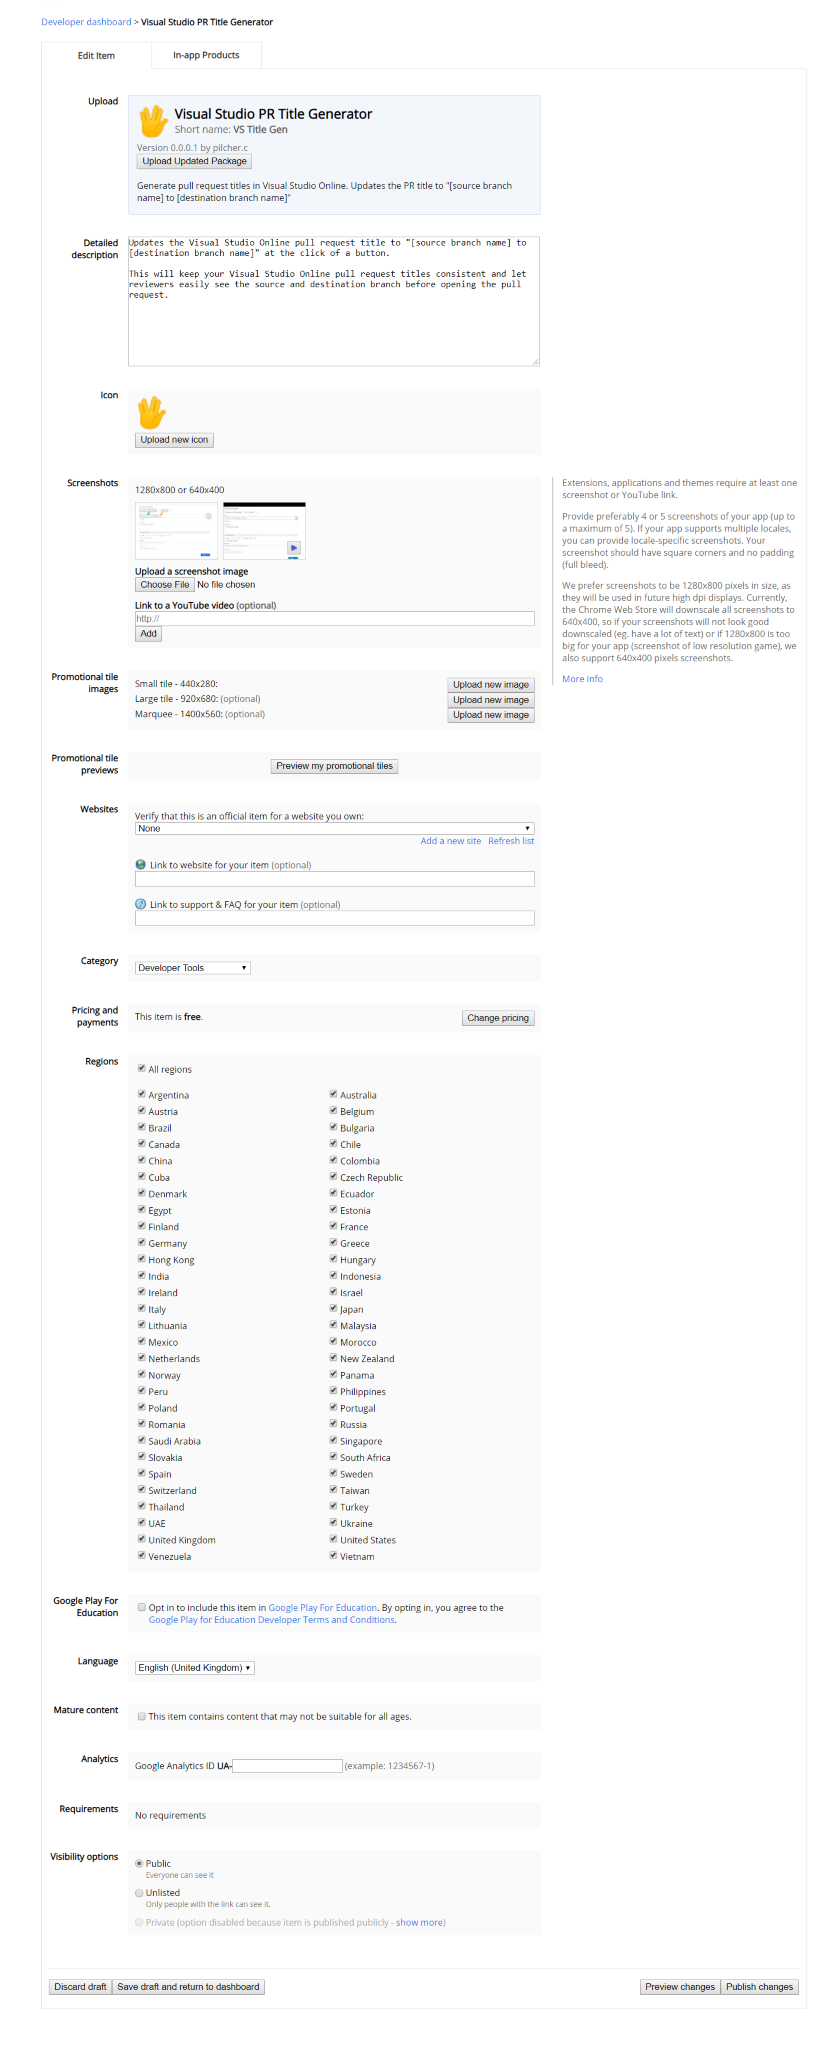 Developer dashboard > Visual Studio PR Title Generator
Edit Item
In-app Products
Upload
Visual Studio PR Title Generator
Short name: VS Title Gen
Version 0.0.0.1 by pilcher.c
Upload Updated Package
Generate pull request titles in Visual Studio Online. Updates the PR title to "[source branch
name] to [destination branch name]"
Detailed
description
Updates the Visual Studio Online pull request title to "[source branch name] to
[destination branch name]" at the click of a button.
This will keep your Visual Studio Online pull request titles consistent and let
reviewers easily see the source and destination branch before opening the pull
request.
Icon
Upload new icon
Screenshots
1280x800 or 640x400
Upload a screenshot image
Choose File No file chosen
Link to a YouTube video (optional)
http://
Add
Extensions, applications and themes require at least one
screenshot or YouTube link.
Provide preferably 4 or 5 screenshots of your app (up to
a maximum of 5). If your app supports multiple locales,
you can provide locale-specific screenshots. Your
screenshot should have square corners and no padding
(full bleed).
We prefer screenshots to be 1280x800 pixels in size, as
they will be used in future high dpi displays. Currently,
the Chrome Web Store will downscale all screenshots to
640x400, so if your screenshots will not look good
downscaled (eg. have a lot of text) or if 1280x800 is too
big for your app (screenshot of low resolution game), we
also support 640x400 pixels screenshots.
More info
Promotional tile
images
Small tile - 440x280:
Upload new image
Large tile - 920x680: (optional)
Upload new image
Marquee - 1400x560: (optional)
Upload new image
Promotional tile
previews
Preview my promotional tiles
Websites
Verify that this is an official item for a website you own:
None
Add a new site Refresh list
Link to website for your item (optional)
Link to support & FAQ for your item (optional)
Category
Developer Tools
Pricing and
payments
This item is free.
Change pricing
Regions
All regions
Argentina
Australia
Austria
Belgium
Brazil
Bulgaria
Canada
Chile
China
Colombia
Cuba
Czech Republic
Denmark
Ecuador
Egypt
Estonia
Finland
France
Germany
Greece
Hong Kong
Hungary
India
Indonesia
Ireland
Israel
Italy
Japan
Lithuania
Malaysia
Mexico
Morocco
Netherlands
New Zealand
Norway
Panama
Peru
Philippines
Poland
Portugal
Romania
Russia
Saudi Arabia
Singapore
Slovakia
South Africa
Spain
Sweden
Switzerland
Taiwan
Thailand
Turkey
UAE
Ukraine
United Kingdom
United States
Venezuela
Vietnam
Google Play For
Education
Opt in to include this item in Google Play For Education. By opting in, you agree to the
Google Play for Education Developer Terms and Conditions.
Language
English (United Kingdom)
Mature content
This item contains content that may not be suitable for all ages.
Analytics
Google Analytics ID UA- (example: 1234567-1)
Requirements
No requirements
Visibility options
Public
Everyone can see it
Unlisted
Only people with the link can see it.
Private (option disabled because item is published publicly - show more)
Discard draft
Save draft and return to dashboard
Preview changes
Publish changes